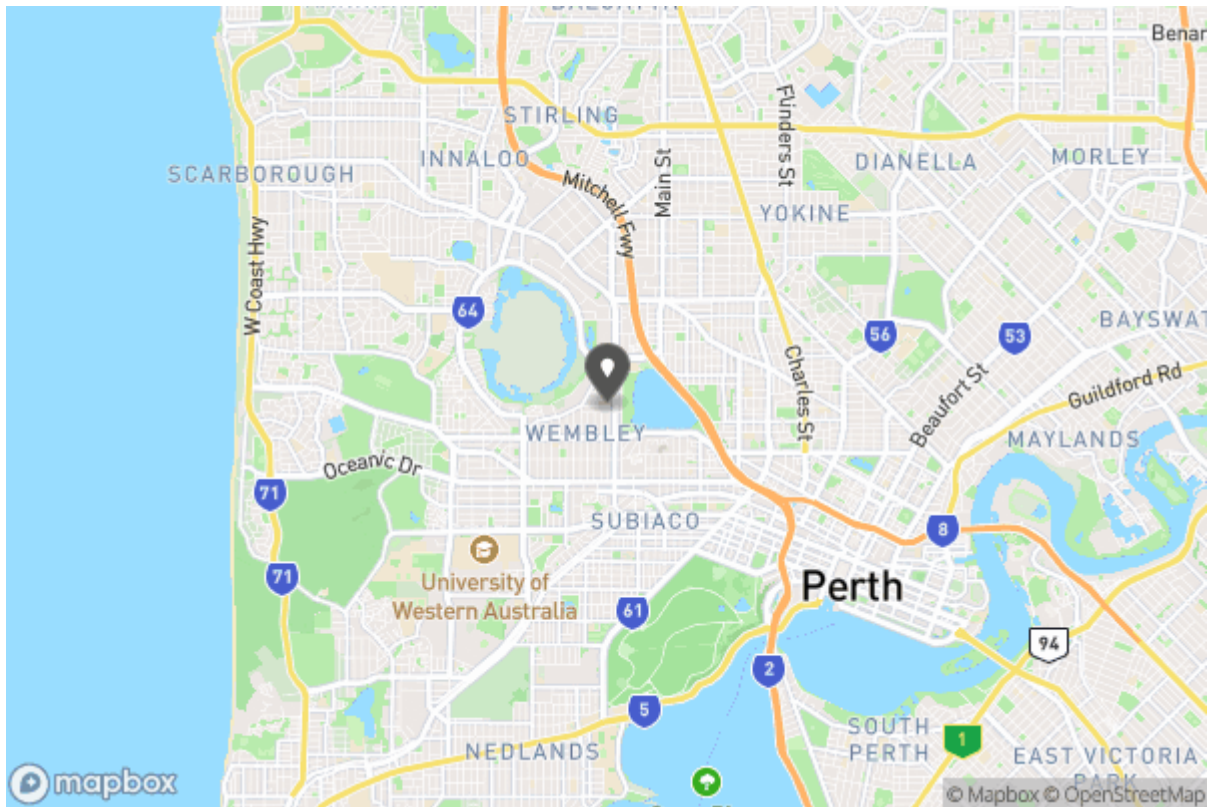 Benar
STIRLING
INNALOO
SCARBOROUGH
Mitchell Fwy
Main St
Flinders St
DIANELLA
MORLEY
YOKINE
W Coast Hwy
64
56
53
BAYSWAT
Charles St
Beaufort St
Guildford Rd
WEMBLEY
MAYLANDS
Oceanic Dr
71
SUBIACO
8
71
University of
Western Australia
61
Perth
94
2
5
NEDLANDS
SOUTH
PERTH
1
EAST VICTORIA
PARK
mapbox
© Mapbox © OpenStreetMap